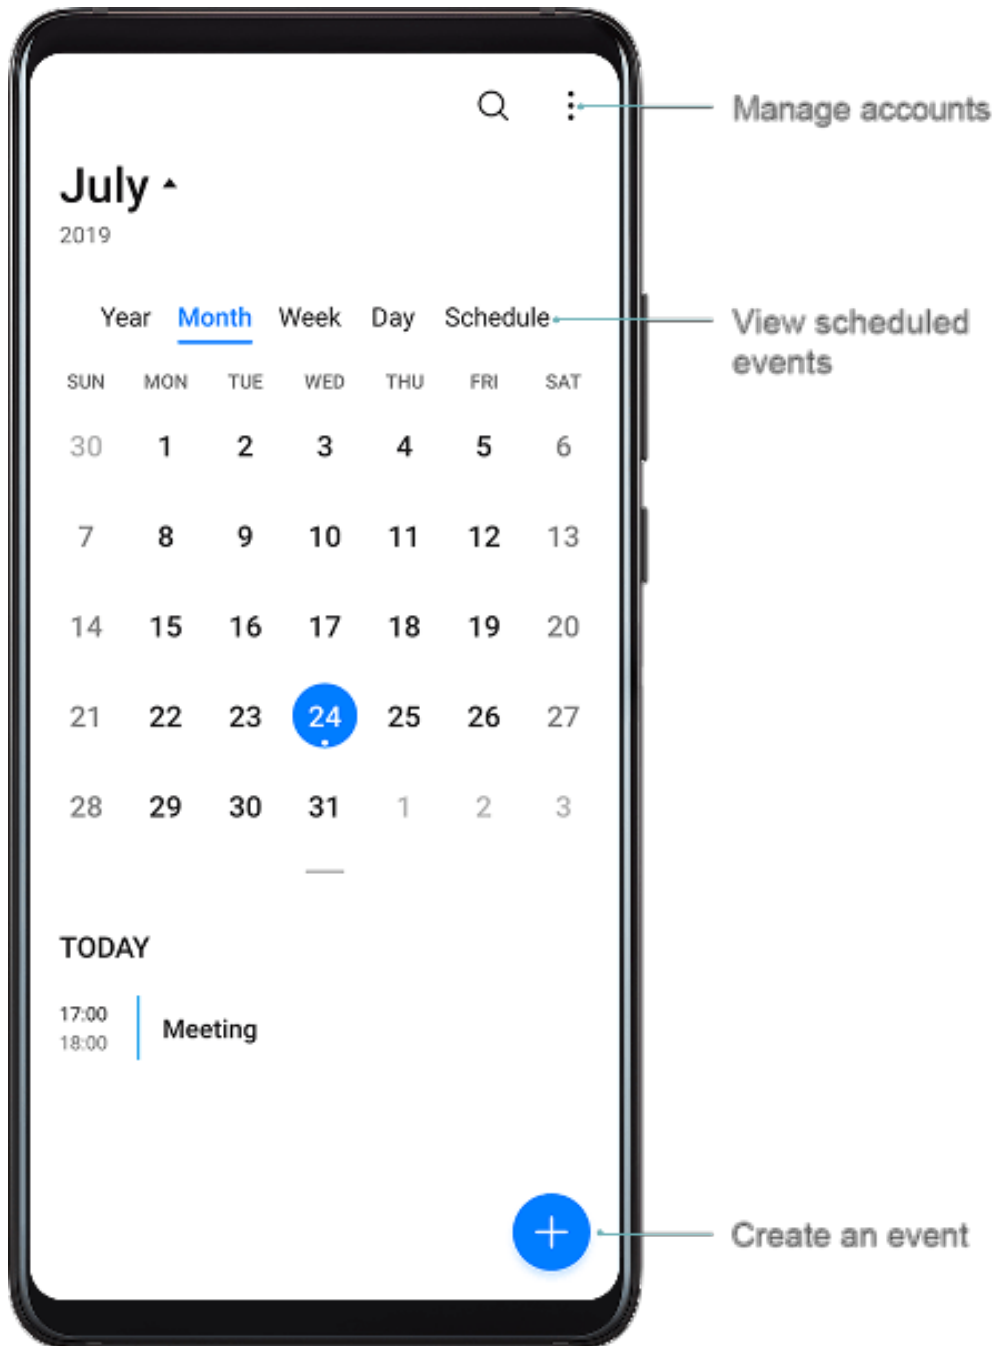 Manage accounts
July
2019
Year Month Week Day Schedule
View scheduled
events
SUN MON TUE WED THU FRI SAT
30 1 2 3 4 5 6
7 8 9 10 11 12 13
14 15 16 17 18 19 20
21 22 23 24 25 26 27
28 29 30 31 1 2 3
TODAY
17:00
Meeting
18:00
Create an event